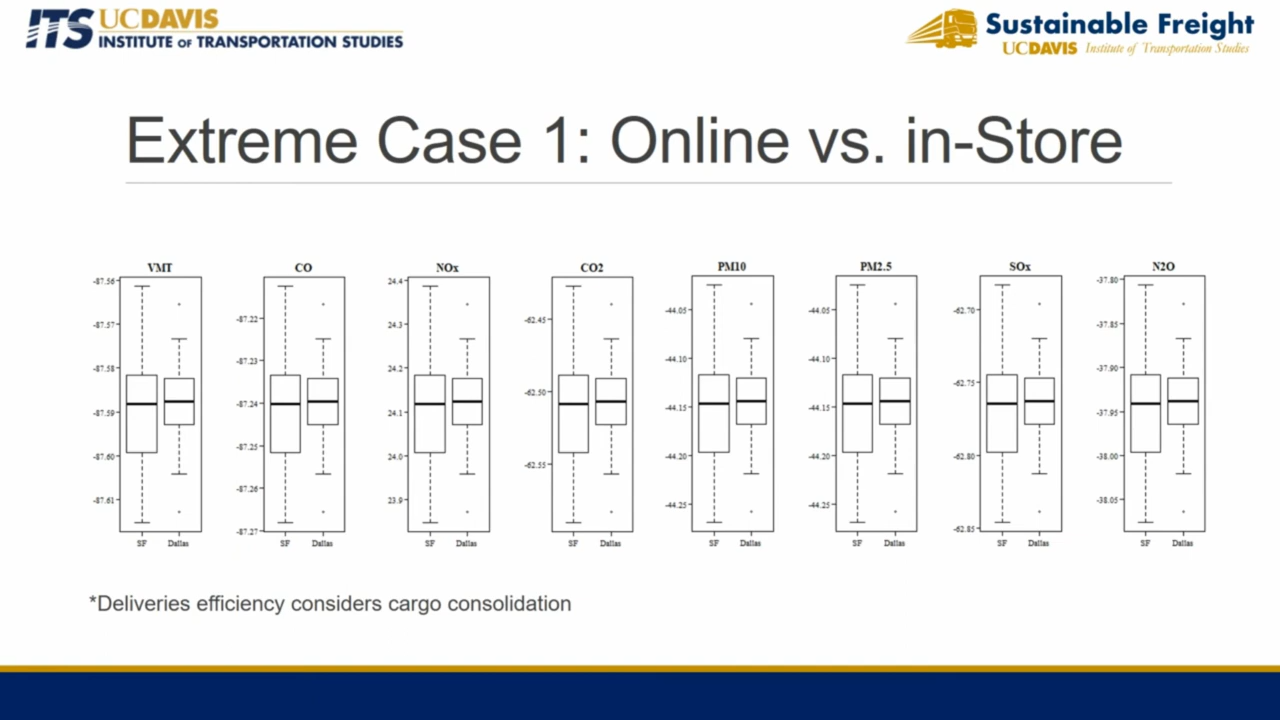 ITS UCDAVIS
INSTITUTE OF TRANSPORTATION STUDIES
Sustainable Freight
UCDAVIS Institute of Transportation Studies
Extreme Case 1: Online vs. in-Store
VMT
-87.56
-87.57
-87.58
-87.59
-87.60
-87.61
SF Dallas
CO
-87.22
-87.23
-87.24
-87.25
-87.26
-87.27
SF Dallas
NOx
24.4
24.3
24.2
24.1
24.0
23.9
SF Dallas
CO2
-62.45
-62.50
-62.55
SF Dallas
PM10
-44.05
-44.10
-44.15
-44.20
-44.25
SF Dallas
PM2.5
-44.05
-44.10
-44.15
-44.20
-44.25
SF Dallas
SOx
-62.70
-62.75
-62.80
-62.85
SF Dallas
N2O
-37.80
-37.85
-37.90
-37.95
-38.00
-38.05
SF Dallas
*Deliveries efficiency considers cargo consolidation